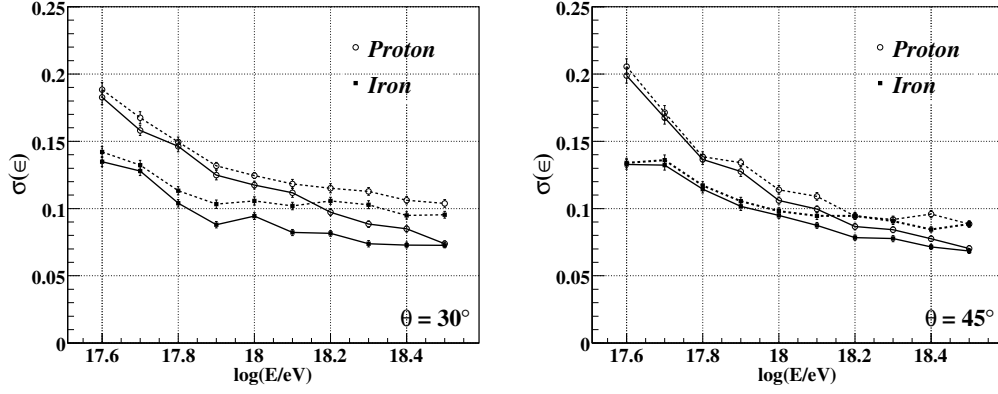 0.25
0.2
0.15
0.1
0.05
0
σ(∈)
Proton
Iron
θ = 30°
17.6 17.8 18 18.2 18.4
log(E/eV)
0.25
0.2
0.15
0.1
0.05
0
σ(∈)
Proton
Iron
θ = 45°
17.6 17.8 18 18.2 18.4
log(E/eV)